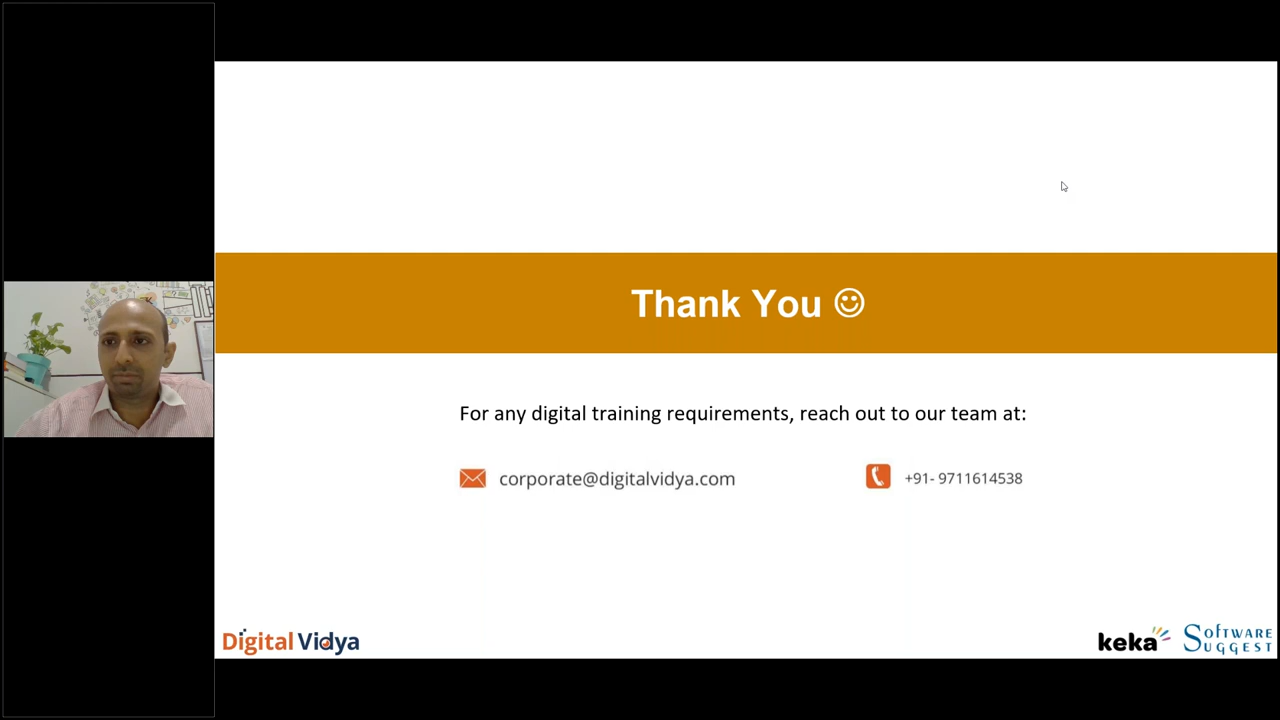 Thank You ☺
For any digital training requirements, reach out to our team at:
corporate@digitalvidya.com
+91- 9711614538
Digital Vidya
keka
SOFTWARE
SUGGEST